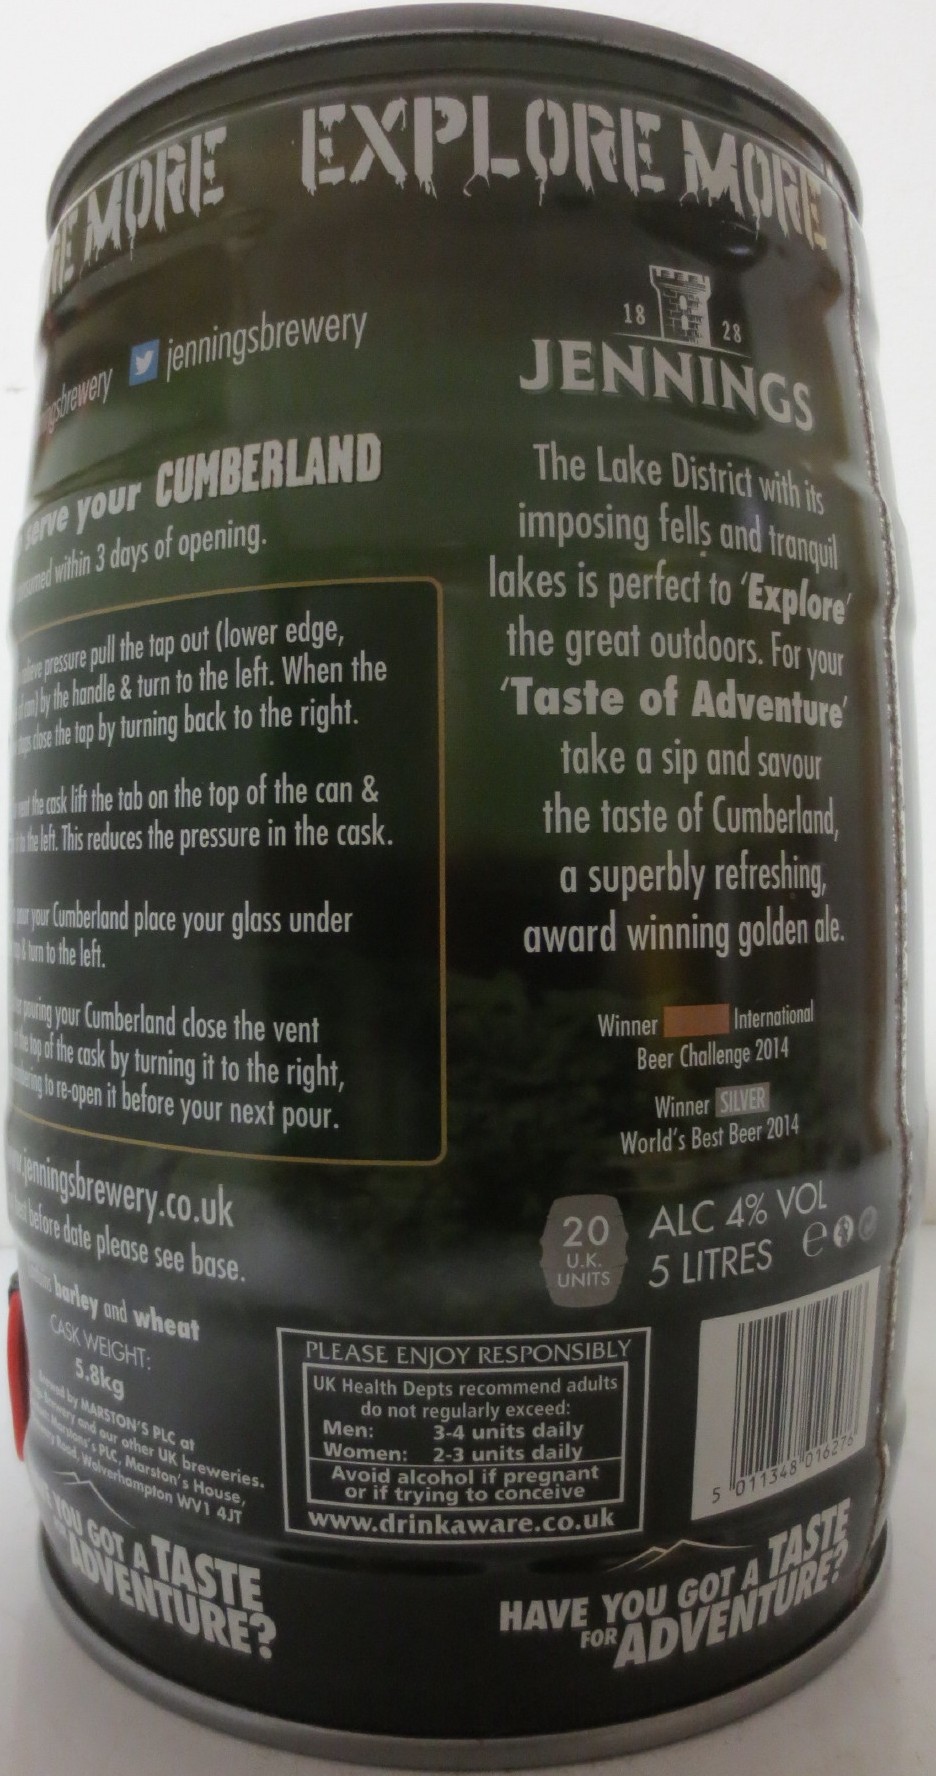 MORE EXPLORE MORE
jenningsbrewery
serve your CUMBERLAND
within 3 days of opening.
pressure pull the tap out (lower edge,
by the handle & turn to the left. When the
close the tap by turning back to the right.
the cask lift the tab on the top of the can &
the left. This reduces the pressure in the cask.
your Cumberland place your glass under
& turn to the left.
pouring your Cumberland close the vent
the top of the cask by turning it to the right,
to re-open it before your next pour.
jenningsbrewery.co.uk
before date please see base.
barley and wheat
CASK WEIGHT:
5.8kg
by MARSTON'S PLC at
Brewery and our other UK breweries.
Marston's PLC, Marston's House,
Road, Wolverhampton WV1 4JT
YOU GOT A TASTE
ADVENTURE?
18 28
JENNINGS
The Lake District with its
imposing fells and tranquil
lakes is perfect to 'Explore'
the great outdoors. For your
'Taste of Adventure'
take a sip and savour
the taste of Cumberland,
a superbly refreshing,
award winning golden ale.
Winner International
Beer Challenge 2014
Winner SILVER
World's Best Beer 2014
20
U.K.
UNITS
ALC 4% VOL
5 LITRES e
PLEASE ENJOY RESPONSIBLY
UK Health Depts recommend adults
do not regularly exceed:
Men: 3-4 units daily
Women: 2-3 units daily
Avoid alcohol if pregnant
or if trying to conceive
www.drinkaware.co.uk
5 011348 016276
HAVE YOU GOT A TASTE
FOR ADVENTURE?